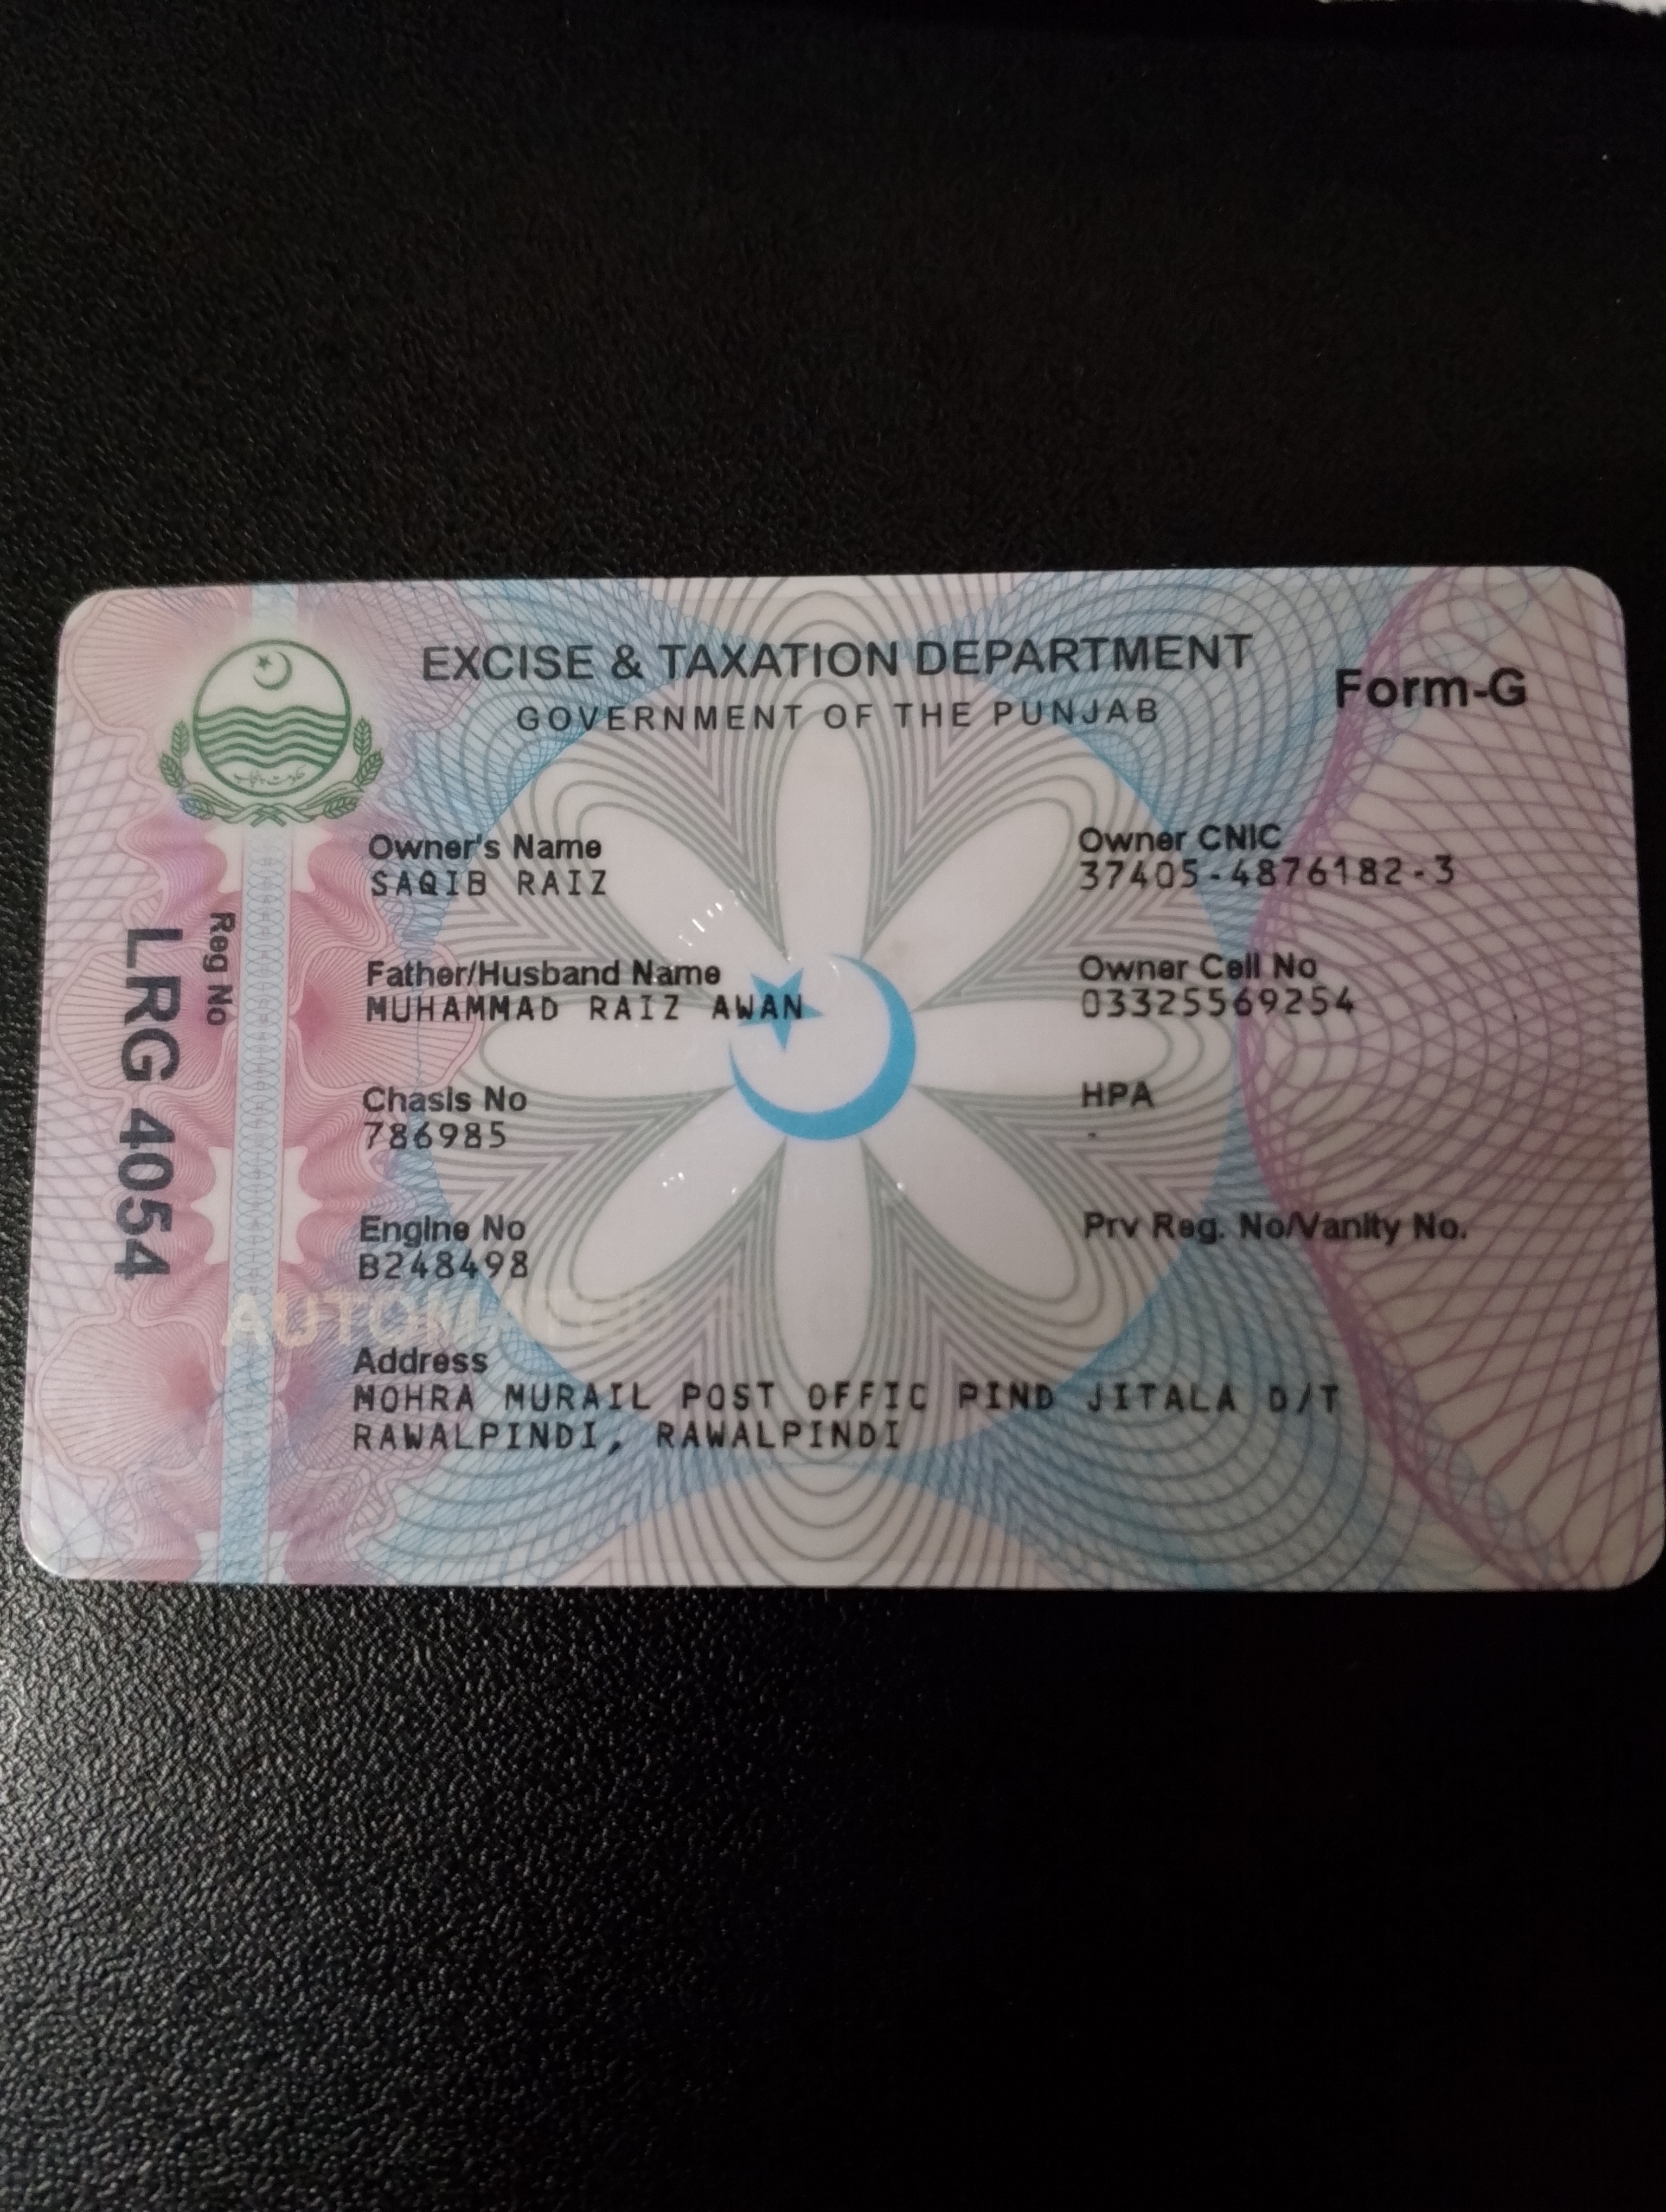 EXCISE & TAXATION DEPARTMENT
GOVERNMENT OF THE PUNJAB
Form-G
حکومت پنجاب
Reg No
LRG 4054
Owner's Name
SAQIB RAIZ
Owner CNIC
37405-4876182-3
Father/Husband Name
MUHAMMAD RAIZ AWAN
Owner Cell No
03325569254
Chasis No
786985
HPA
-
Engine No
B248498
Prv Reg. No/Vanity No.
Address
MOHRA MURAIL POST OFFIC PIND JITALA D/T
RAWALPINDI, RAWALPINDI